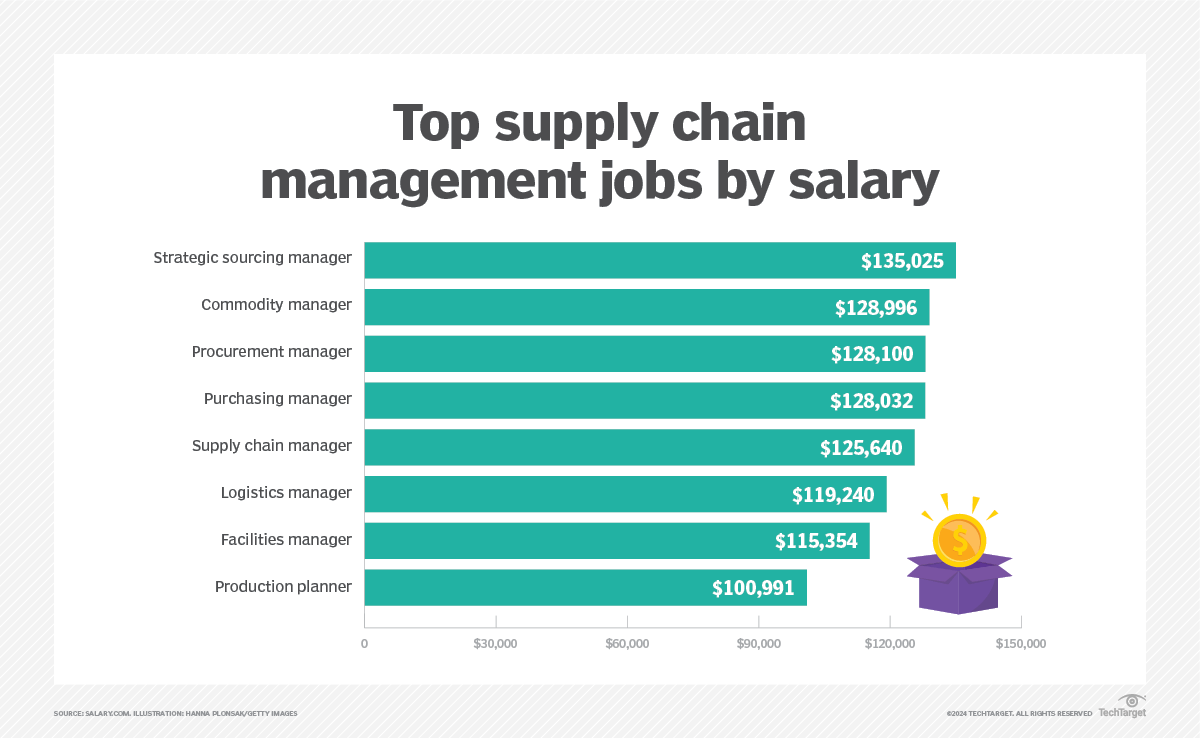 Top supply chain
management jobs by salary
Strategic sourcing manager
$135,025
Commodity manager
$128,996
Procurement manager
$128,100
Purchasing manager
$128,032
Supply chain manager
$125,640
Logistics manager
$119,240
Facilities manager
$115,354
Production planner
$100,991
$
0
$30,000
$60,000
$90,000
$120,000
$150,000
SOURCE: SALARY.COM. ILLUSTRATION: HANNA PLONSAK/GETTY IMAGES
©2024 TECHTARGET. ALL RIGHTS RESERVED
TechTarget